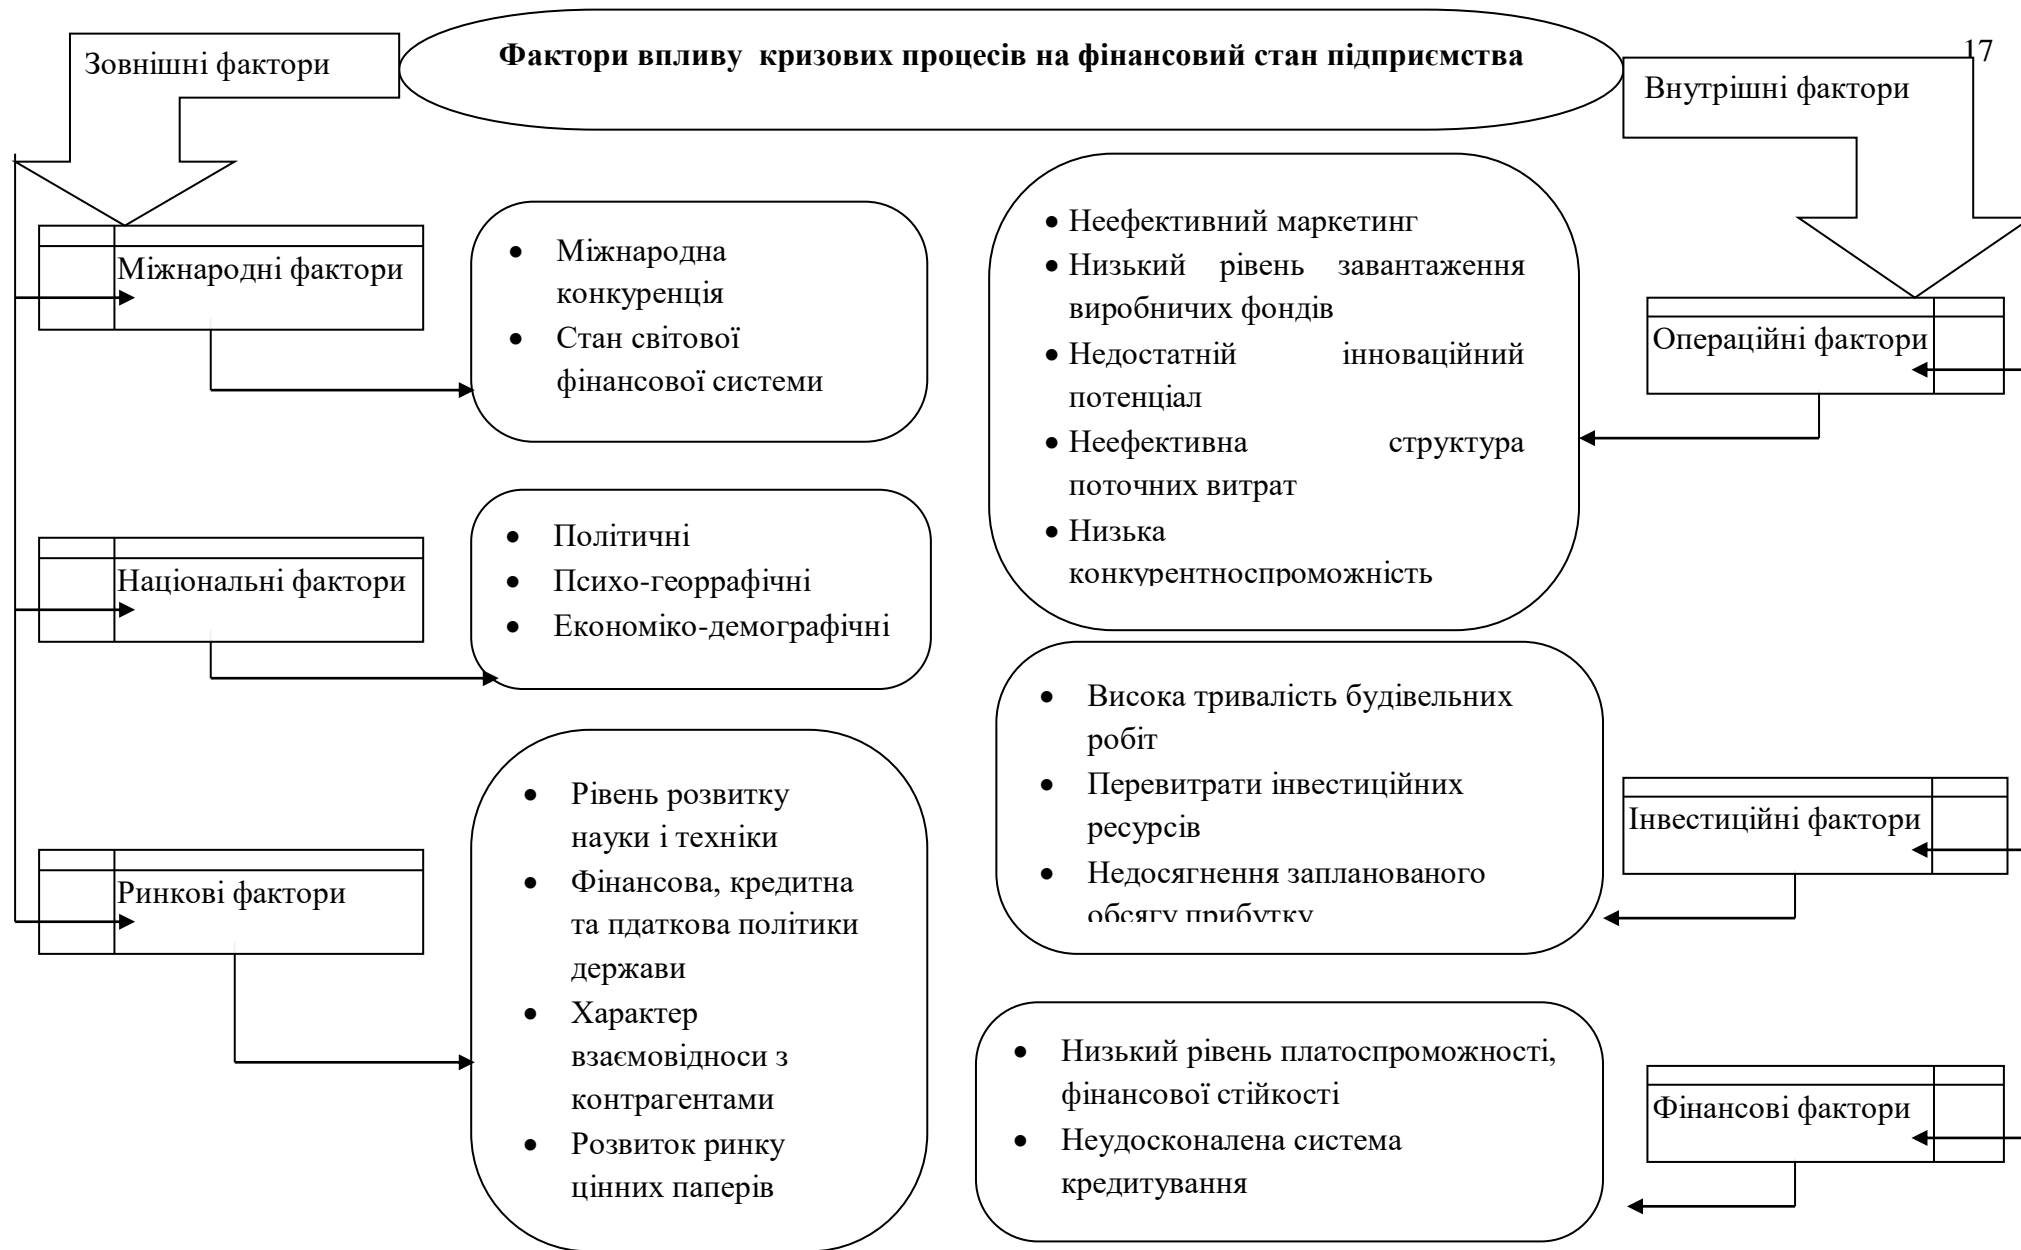 Фактори впливу кризових процесів на фінансовий стан підприємства
17
Зовнішні фактори
Внутрішні фактори
Міжнародні фактори
• Міжнародна
конкуренція
• Стан світової
фінансової системи
Національні фактори
• Політичні
• Психо-георрафічні
• Економіко-демографічні
Ринкові фактори
• Рівень розвитку
науки і техніки
• Фінансова, кредитна
та пдаткова політики
держави
• Характер
взаємовідноси з
контрагентами
• Розвиток ринку
цінних паперів
• Неефективний маркетинг
• Низький рівень завантаження
виробничих фондів
• Недостатній інноваційний
потенціал
• Неефективна структура
поточних витрат
• Низька
конкурентноспроможність
Операційні фактори
• Висока тривалість будівельних
робіт
• Перевитрати інвестиційних
ресурсів
• Недосягнення запланованого
обсягу прибутку
Інвестиційні фактори
• Низький рівень платоспроможності,
фінансової стійкості
• Неудосконалена система
кредитування
Фінансові фактори